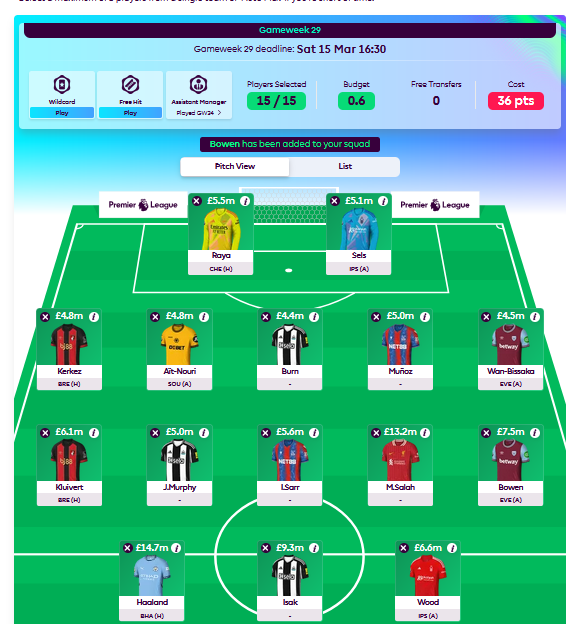 Gameweek 29
Gameweek 29 deadline: Sat 15 Mar 16:30
Wildcard
Play
Free Hit
Play
Assistant Manager
Played GW24 >
Players Selected
15 / 15
Budget
0.6
Free Transfers
0
Cost
36 pts
Bowen has been added to your squad
Pitch View
List
Premier League
Premier League
£5.5m
Raya
CHE (H)
£5.1m
Sels
IPS (A)
£4.8m
Kerkez
BRE (H)
£4.8m
Aït-Nouri
SOU (A)
£4.4m
Burn
-
£5.0m
Muñoz
-
£4.5m
Wan-Bissaka
EVE (A)
£6.1m
Kluivert
BRE (H)
£5.0m
J.Murphy
-
£5.6m
I.Sarr
-
£13.2m
M.Salah
-
£7.5m
Bowen
EVE (A)
£14.7m
Haaland
BHA (H)
£9.3m
Isak
-
£6.6m
Wood
IPS (A)